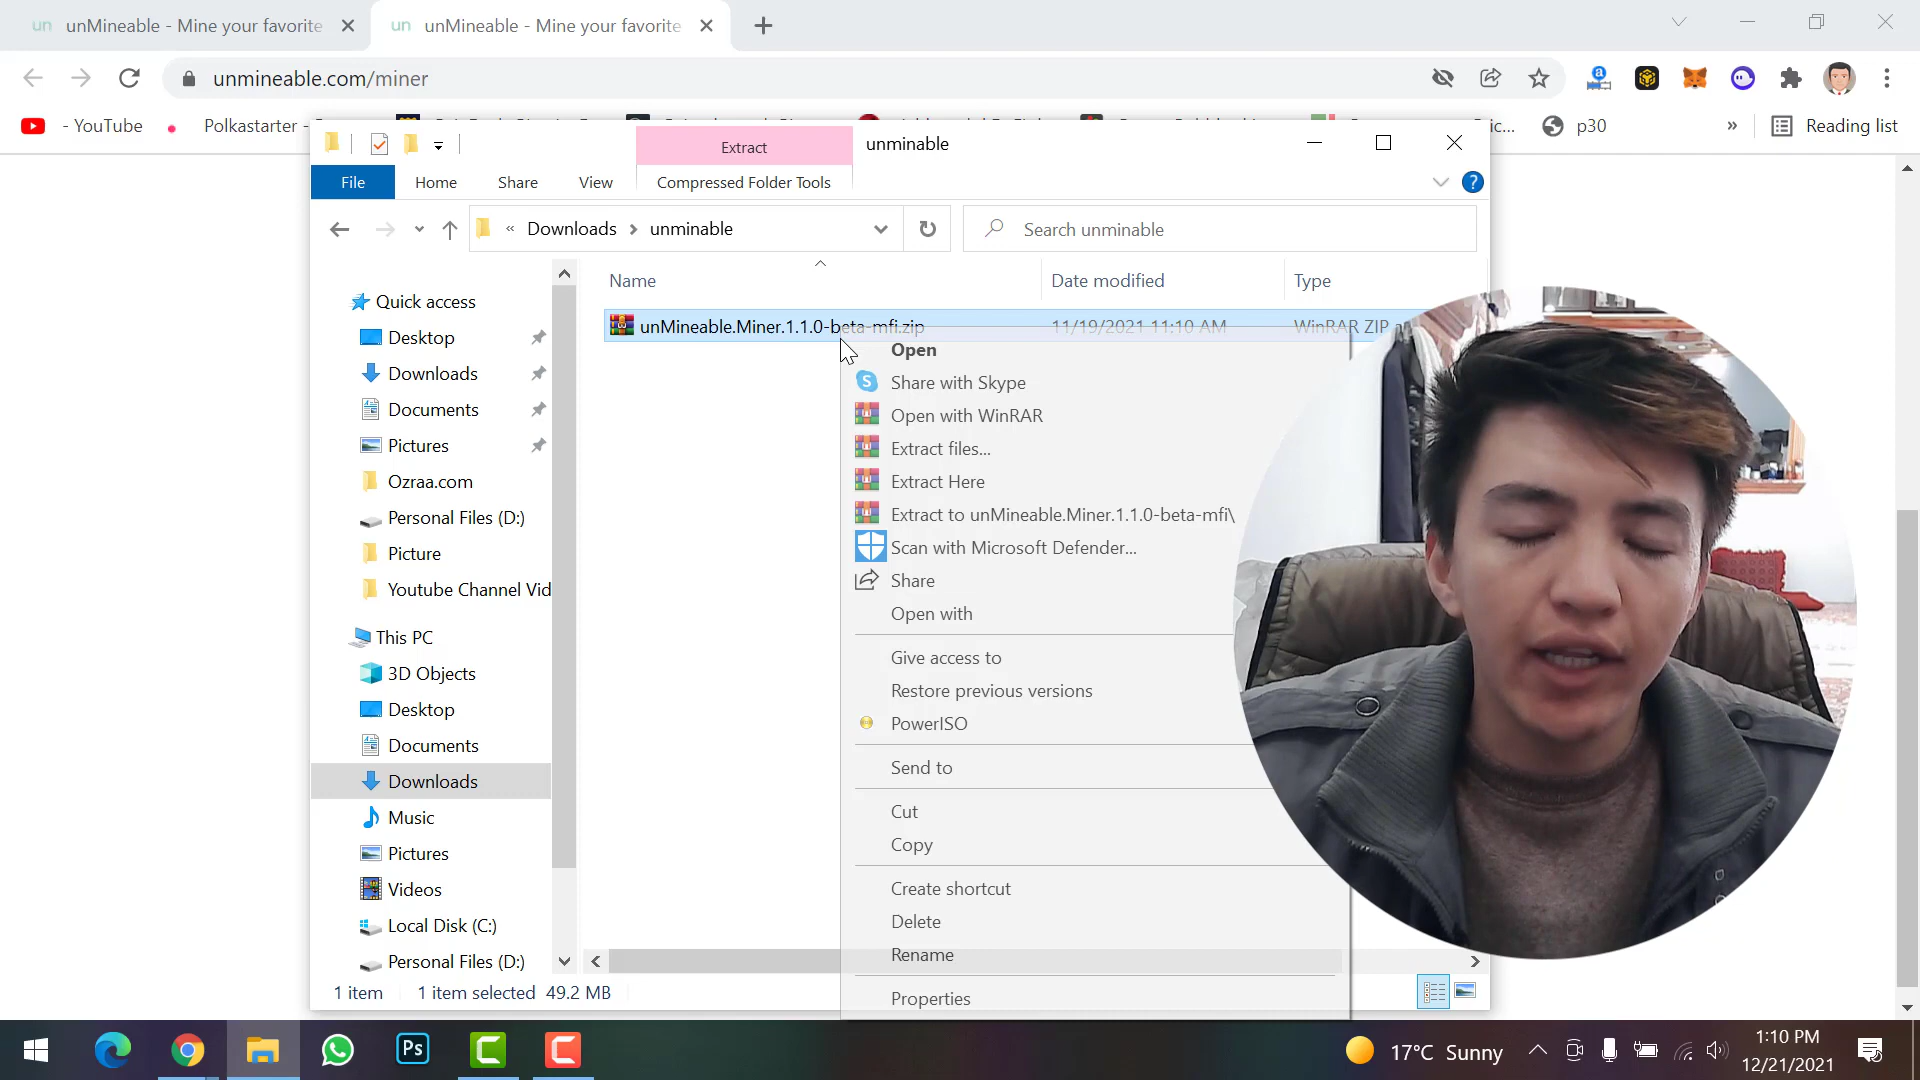 un unMineable - Mine your favorite
un unMineable - Mine your favorite
unmineable.com/miner
- YouTube
Polkastarter -
p30
»
Reading list
Extract
unminable
File
Home
Share
View
Compressed Folder Tools
« Downloads > unminable
Search unminable
Name
Date modified
Type
Quick access
Desktop
Downloads
Documents
Pictures
Ozraa.com
Personal Files (D:)
Picture
Youtube Channel Vid
This PC
3D Objects
Desktop
Documents
Downloads
Music
Pictures
Videos
Local Disk (C:)
Personal Files (D:)
unMineable.Miner.1.1.0-beta-mfi.zip
11/19/2021 11:10 AM
WinRAR ZIP
Open
Share with Skype
Open with WinRAR
Extract files...
Extract Here
Extract to unMineable.Miner.1.1.0-beta-mfi\
Scan with Microsoft Defender...
Share
Open with
Give access to
Restore previous versions
PowerISO
Send to
Cut
Copy
Create shortcut
Delete
Rename
Properties
1 item
1 item selected 49.2 MB
Ps
17°C Sunny
1:10 PM
12/21/2021